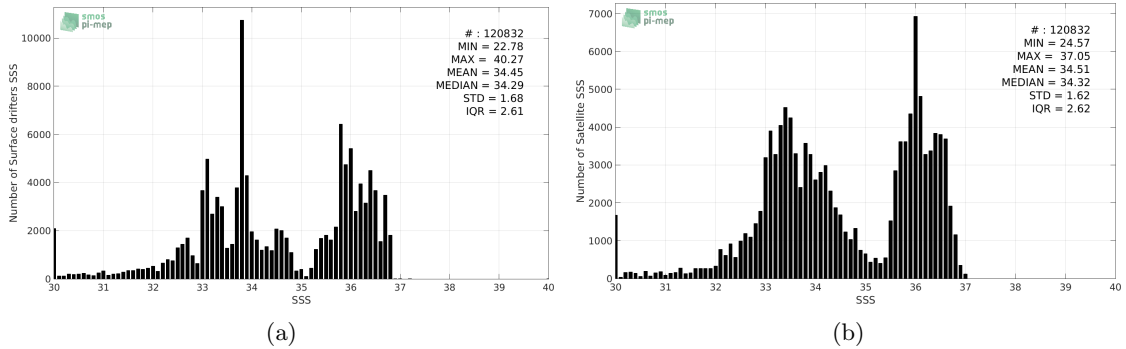 smos
pi-mep
# : 120832
MIN = 22.78
MAX = 40.27
MEAN = 34.45
MEDIAN = 34.29
STD = 1.68
IQR = 2.61
Number of Surface drifters SSS
10000
8000
6000
4000
2000
0
30 31 32 33 34 35 36 37 38 39 40
SSS
(a)
smos
pi-mep
# : 120832
MIN = 24.57
MAX = 37.05
MEAN = 34.51
MEDIAN = 34.32
STD = 1.62
IQR = 2.62
Number of Satellite SSS
7000
6000
5000
4000
3000
2000
1000
0
30 31 32 33 34 35 36 37 38 39 40
SSS
(b)